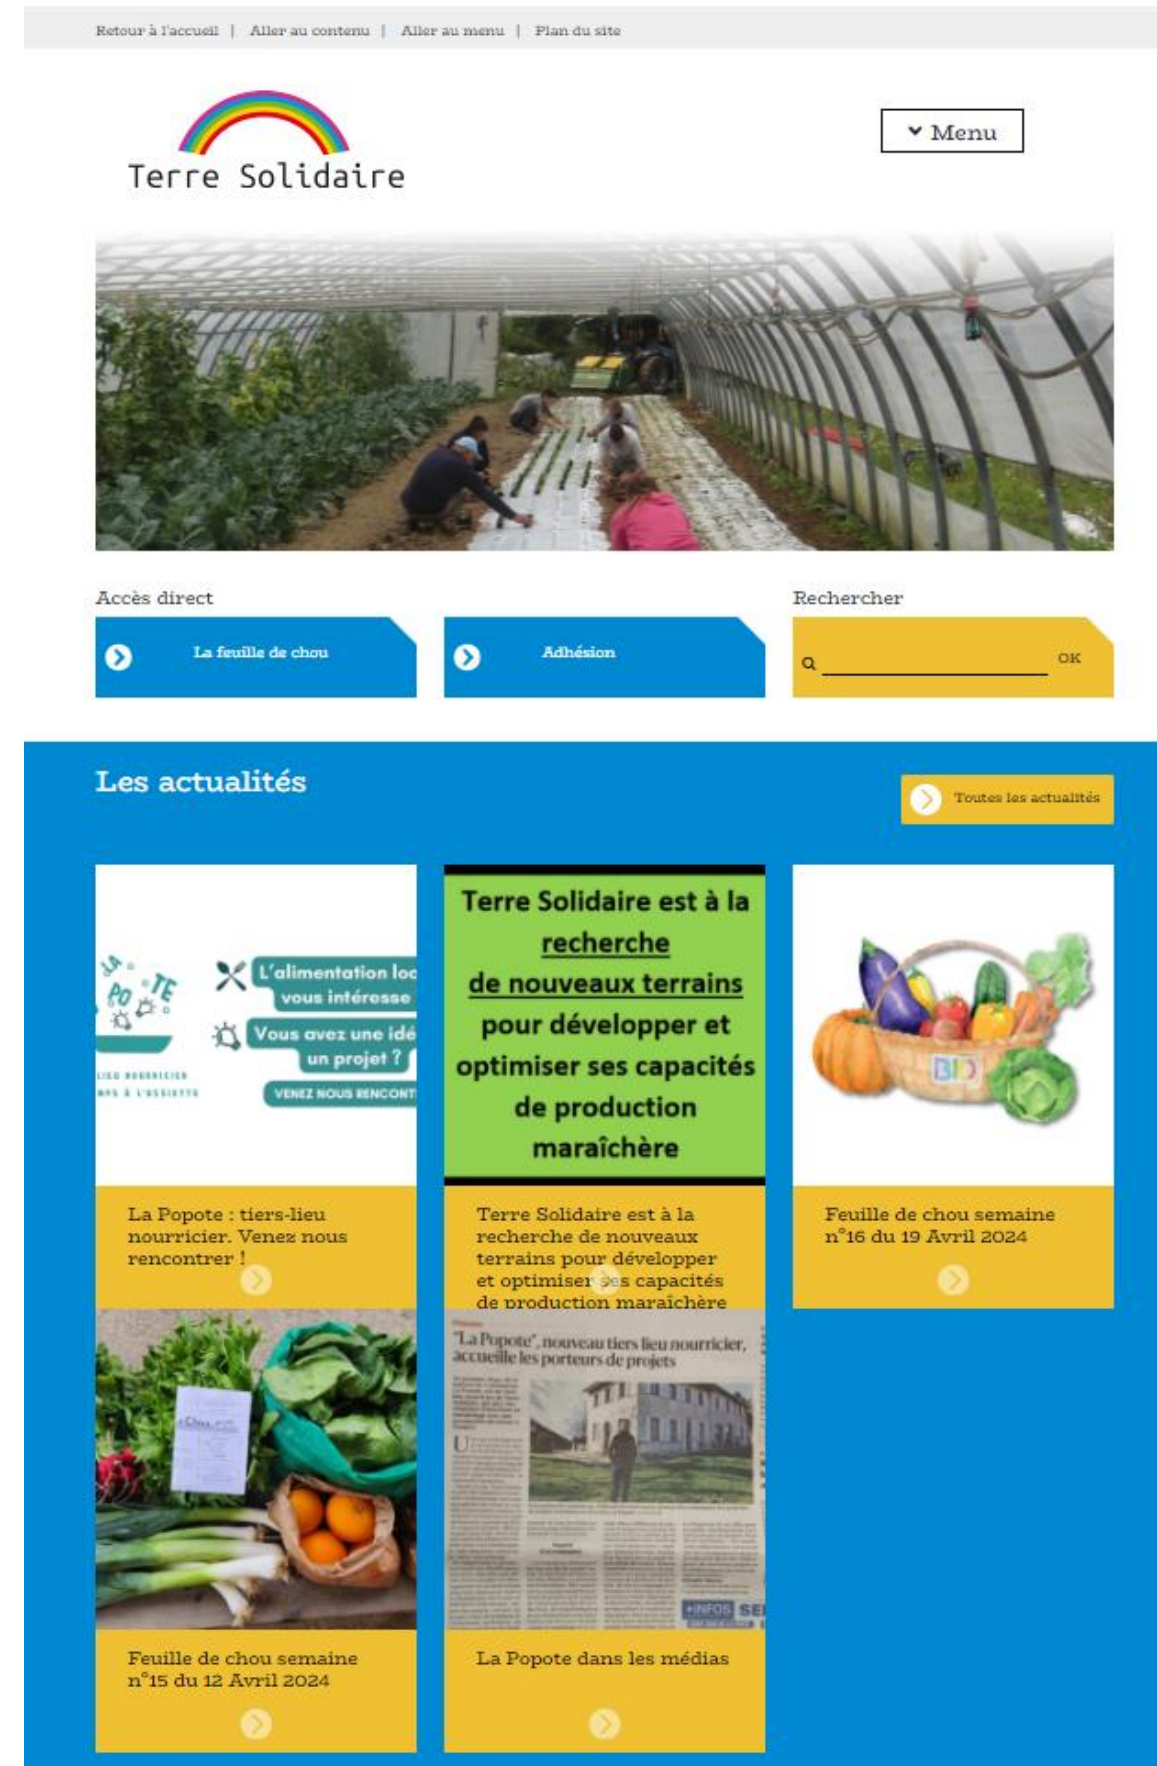 Retour à l'accueil | Aller au contenu | Aller au menu | Plan du site
Terre Solidaire
Menu
Accès direct
Rechercher
La feuille de chou
Adhésion
OK
Les actualités
Toutes les actualités
LA
PO
TE
L'alimentation loc
vous intéresse
Vous avez une idé
un projet ?
VENEZ NOUS RENCONT
Terre Solidaire est à la
recherche
de nouveaux terrains
pour développer et
optimiser ses capacités
de production
maraîchère
BIO
La Popote : tiers-lieu
nourricier. Venez nous
rencontrer !
Terre Solidaire est à la
recherche de nouveaux
terrains pour développer
et optimiser ses capacités
de production maraîchère
Feuille de chou semaine
n°16 du 19 Avril 2024
"La Popote", nouveau tiers lieu nourricier,
accueille les porteurs de projets
+INFOS
Feuille de chou semaine
n°15 du 12 Avril 2024
La Popote dans les médias